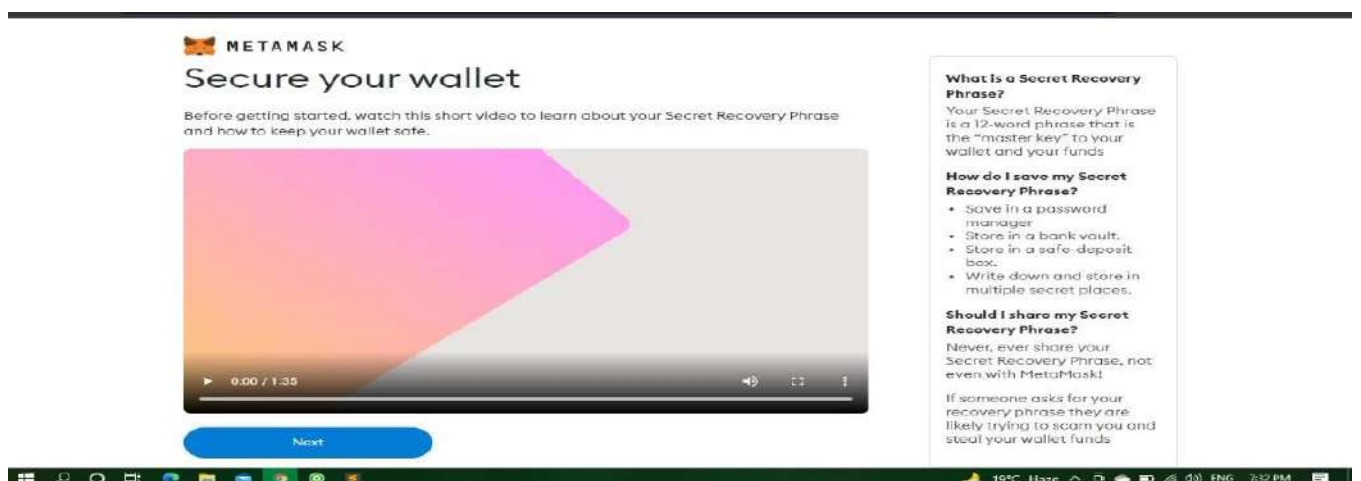 METAMASK
Secure your wallet
Before getting started, watch this short video to learn about your Secret Recovery Phrase
and how to keep your wallet safe.
0:00 / 1:35
Next
What is a Secret Recovery
Phrase?
Your Secret Recovery Phrase
is a 12-word phrase that is
the “master key” to your
wallet and your funds
How do I save my Secret
Recovery Phrase?
• Save in a password
manager
• Store in a bank vault.
• Store in a safe-deposit
box.
• Write down and store in
multiple secret places.
Should I share my Secret
Recovery Phrase?
Never, ever share your
Secret Recovery Phrase, not
even with MetaMask!
If someone asks for your
recovery phrase they are
likely trying to scam you and
steal your wallet funds
19°C Haze ENG 7:32 PM